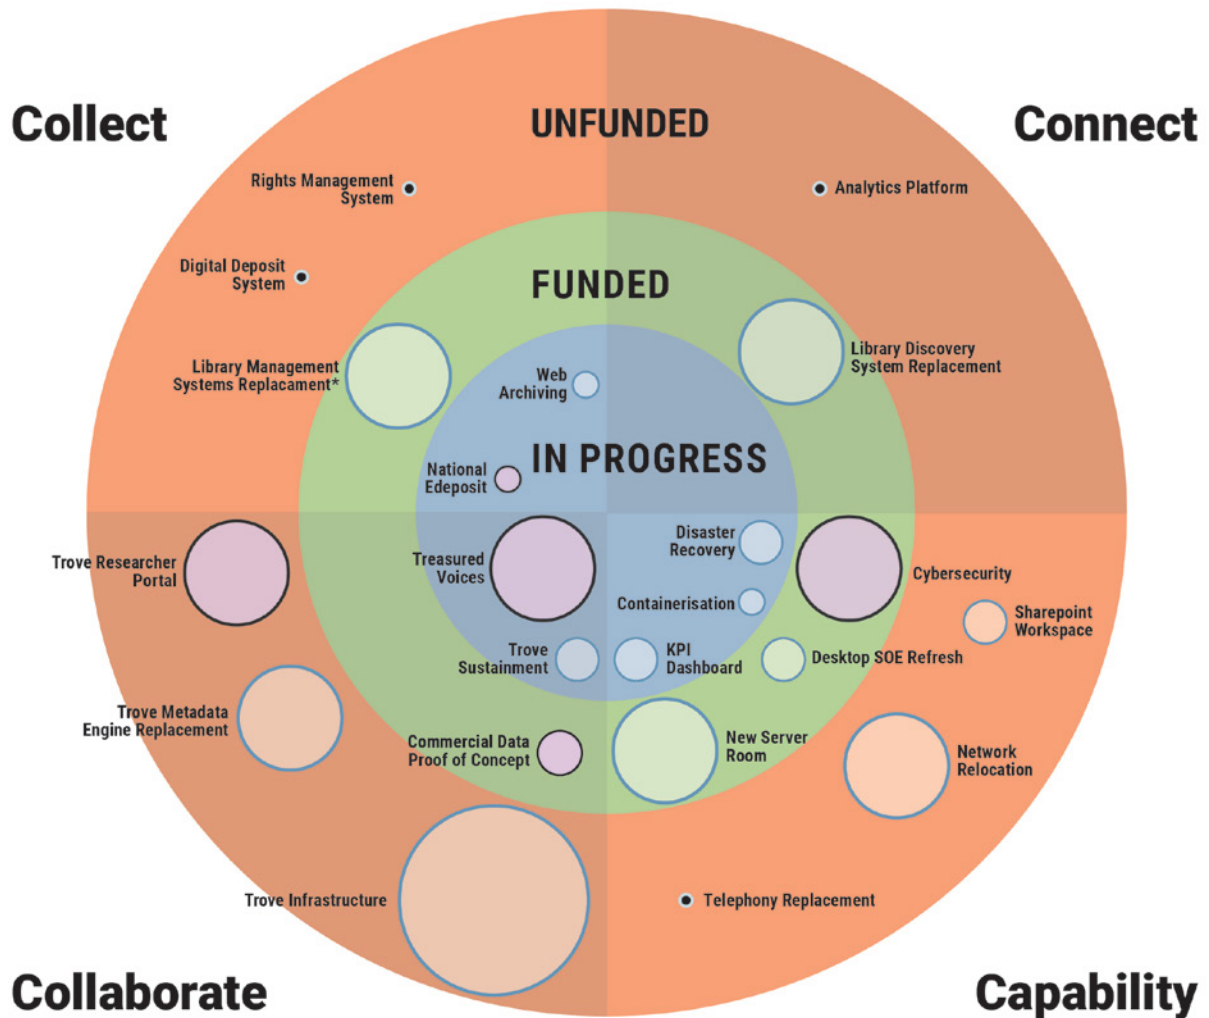 Collect
UNFUNDED
Connect
Rights Management
System
Analytics Platform
Digital Deposit
System
FUNDED
Library Management
Systems Replacament*
Web
Archiving
Library Discovery
System Replacement
IN PROGRESS
National
Edeposit
Trove Researcher
Portal
Treasured
Voices
Disaster
Recovery
Cybersecurity
Containerisation
Sharepoint
Workspace
Trove
Sustainment
KPI
Dashboard
Desktop SOE Refresh
Trove Metadata
Engine Replacement
Commercial Data
Proof of Concept
New Server
Room
Network
Relocation
Trove Infrastructure
Telephony Replacement
Collaborate
Capability